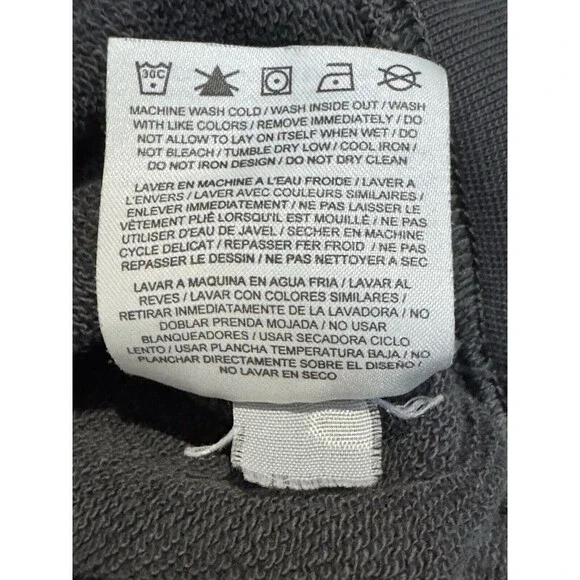 30C
MACHINE WASH COLD / WASH INSIDE OUT / WASH
WITH LIKE COLORS / REMOVE IMMEDIATELY / DO
NOT ALLOW TO LAY ON ITSELF WHEN WET / DO
NOT BLEACH / TUMBLE DRY LOW / COOL IRON /
DO NOT IRON DESIGN / DO NOT DRY CLEAN
LAVER EN MACHINE A L'EAU FROIDE / LAVER A
L'ENVERS / LAVER AVEC COULEURS SIMILAIRES /
ENLEVER IMMÉDIATEMENT / NE PAS LAISSER LE
VÊTEMENT PLIÉ LORSQU'IL EST MOUILLÉ / NE PAS
UTILISER D'EAU DE JAVEL / SECHER EN MACHINE
CYCLE DELICAT / REPASSER FER FROID / NE PAS
REPASSER LE DESSIN / NE PAS NETTOYER A SEC
LAVAR A MAQUINA EN AGUA FRIA / LAVAR AL
REVES / LAVAR CON COLORES SIMILARES /
RETIRAR IMMEDIATAMENTE DE LA LAVADORA / NO
DOBLAR PRENDA MOJADA / NO USAR
BLANQUEADORES / USAR SECADORA CICLO
LENTO / USAR PLANCHA TEMPERATURA BAJA / NO
PLANCHAR DIRECTAMENTE SOBRE EL DISEÑO /
NO LAVAR EN SECO